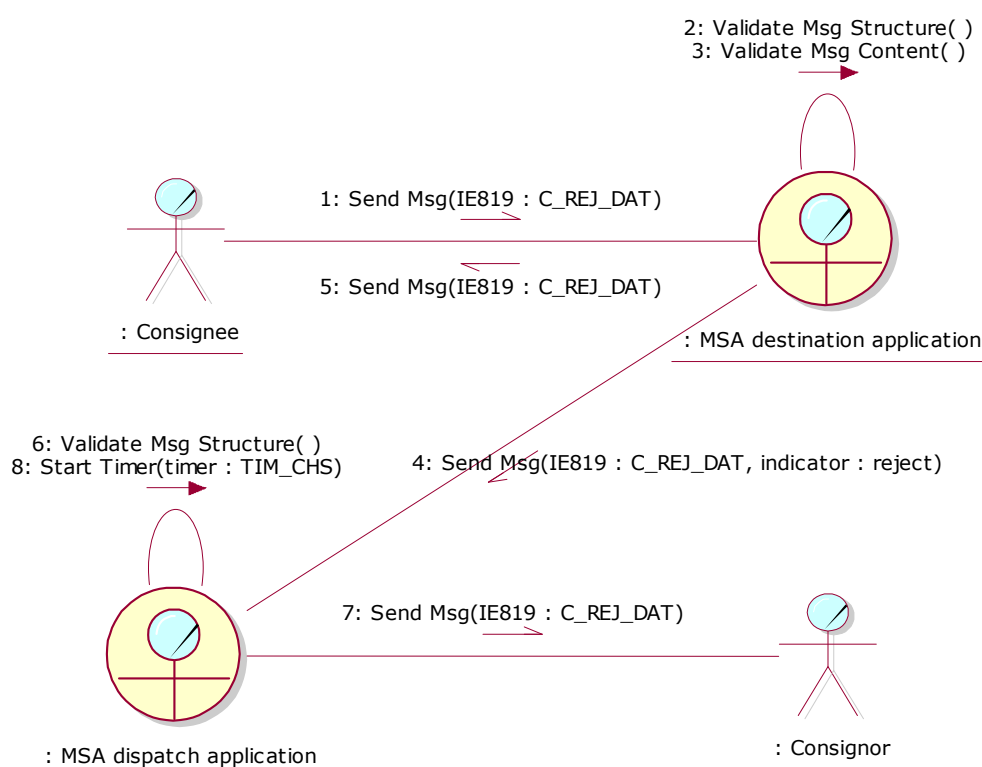 2: Validate Msg Structure( )
3: Validate Msg Content( )
1: Send Msg(IE819 : C_REJ_DAT)
5: Send Msg(IE819 : C_REJ_DAT)
: Consignee
: MSA destination application
6: Validate Msg Structure( )
8: Start Timer(timer : TIM_CHS)
4: Send Msg(IE819 : C_REJ_DAT, indicator : reject)
7: Send Msg(IE819 : C_REJ_DAT)
: MSA dispatch application
: Consignor